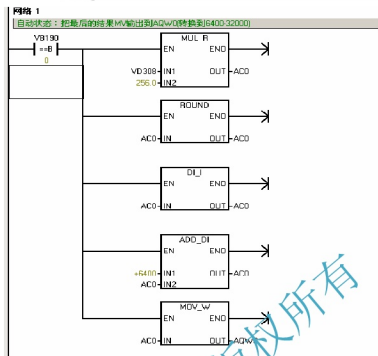 网络 1
自动状态：把最后的结果MV输出到AQW0(转换到6400-32000)
VB190
==B
0
MUL_R
EN
ENO
VD308
IN1
OUT
AC0
256.0
IN2
ROUND
EN
ENO
AC0
IN
OUT
AC0
DI_I
EN
ENO
AC0
IN
OUT
AC0
ADD_DI
EN
ENO
+6400
IN1
OUT
AC0
AC0
IN2
MOV_W
EN
ENO
AC0
IN
OUT
权所有